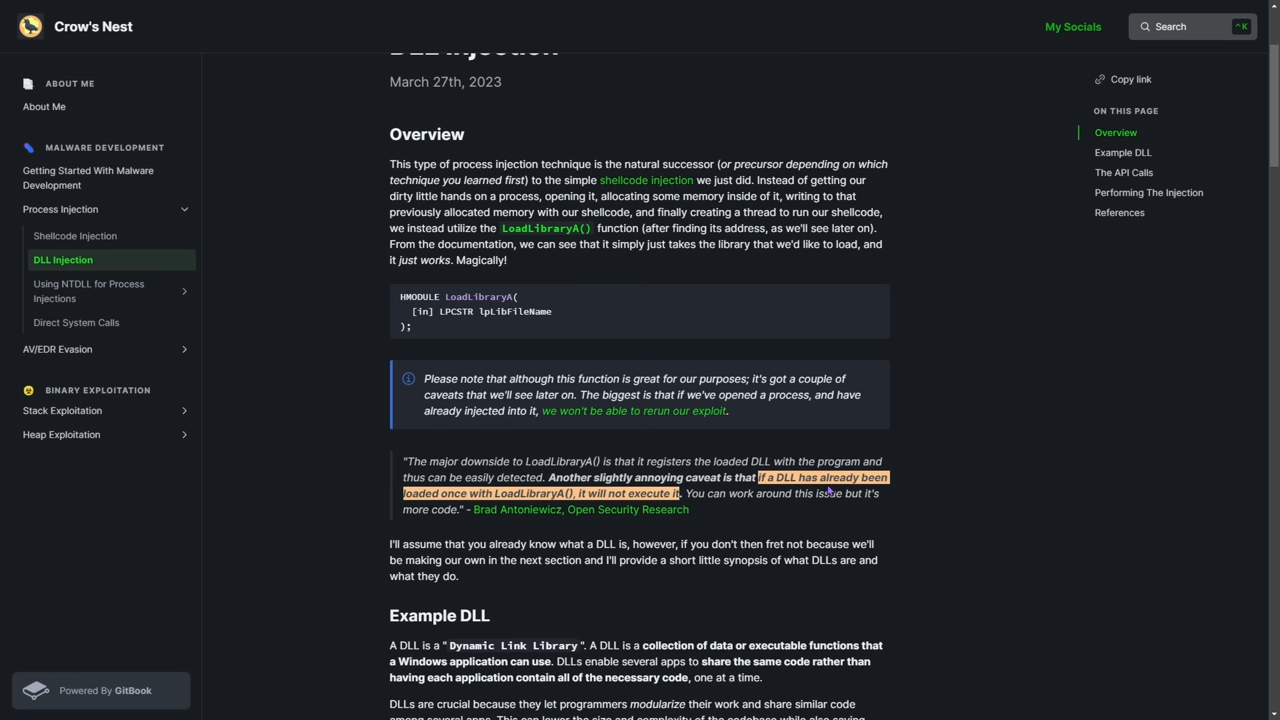 Crow's Nest
My Socials
Search
^K
ABOUT ME
About Me
MALWARE DEVELOPMENT
Getting Started With Malware
Development
Process Injection
Shellcode Injection
DLL Injection
Using NTDLL for Process
Injections
Direct System Calls
AV/EDR Evasion
BINARY EXPLOITATION
Stack Exploitation
Heap Exploitation
Powered By GitBook
DLL Injection
March 27th, 2023
Overview
This type of process injection technique is the natural successor (or precursor depending on which
technique you learned first) to the simple shellcode injection we just did. Instead of getting our
dirty little hands on a process, opening it, allocating some memory inside of it, writing to that
previously allocated memory with our shellcode, and finally creating a thread to run our shellcode,
we instead utilize the LoadLibraryA() function (after finding its address, as we'll see later on).
From the documentation, we can see that it simply just takes the library that we'd like to load, and
it just works. Magically!
HMODULE LoadLibraryA(
[in] LPCSTR lpLibFileName
);
Please note that although this function is great for our purposes; it's got a couple of
caveats that we'll see later on. The biggest is that if we've opened a process, and have
already injected into it, we won't be able to rerun our exploit.
"The major downside to LoadLibraryA() is that it registers the loaded DLL with the program and
thus can be easily detected. Another slightly annoying caveat is that if a DLL has already been
loaded once with LoadLibraryA(), it will not execute it. You can work around this issue but it's
more code." - Brad Antoniewicz, Open Security Research
I'll assume that you already know what a DLL is, however, if you don't then fret not because we'll
be making our own in the next section and I'll provide a short little synopsis of what DLLs are and
what they do.
Example DLL
A DLL is a "Dynamic Link Library". A DLL is a collection of data or executable functions that
a Windows application can use. DLLs enable several apps to share the same code rather than
having each application contain all of the necessary code, one at a time.
DLLs are crucial because they let programmers modularize their work and share similar code
among several apps. This can lower the size and complexity of the codebase while also saving
Copy link
ON THIS PAGE
Overview
Example DLL
The API Calls
Performing The Injection
References